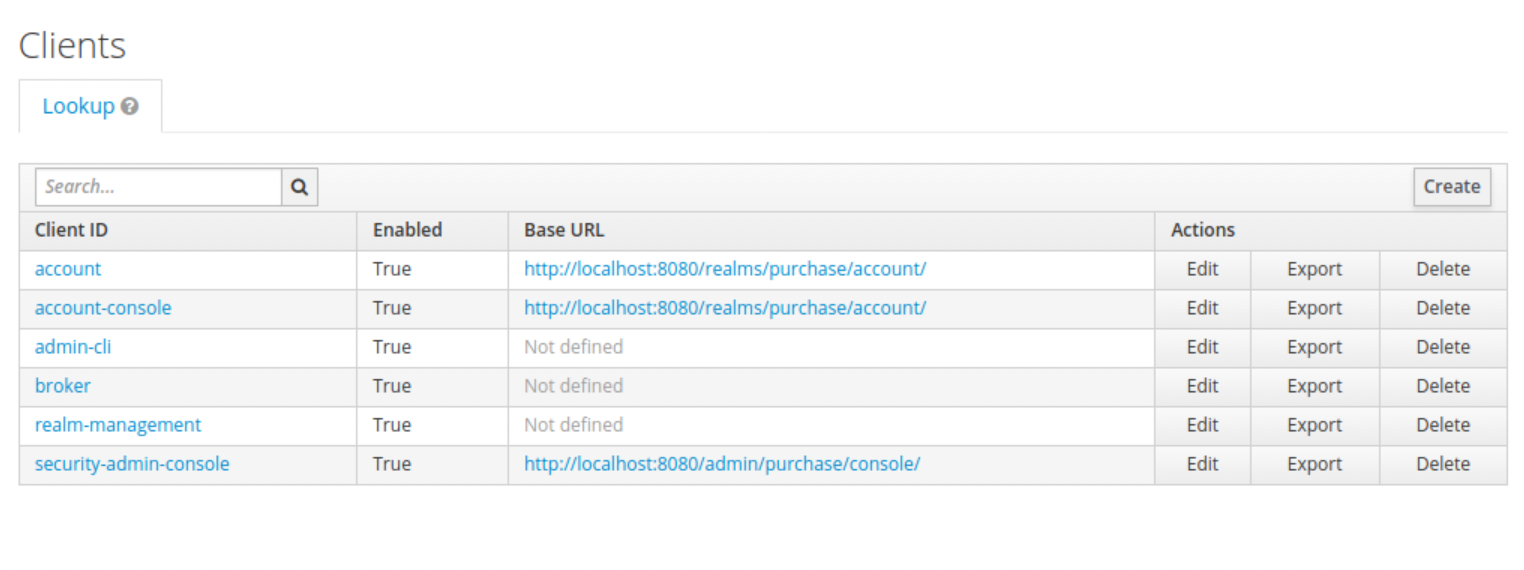 Clients
Lookup ?
Search...
Create
Client ID Enabled Base URL Actions
account True http://localhost:8080/realms/purchase/account/ Edit Export Delete
account-console True http://localhost:8080/realms/purchase/account/ Edit Export Delete
admin-cli True Not defined Edit Export Delete
broker True Not defined Edit Export Delete
realm-management True Not defined Edit Export Delete
security-admin-console True http://localhost:8080/admin/purchase/console/ Edit Export Delete